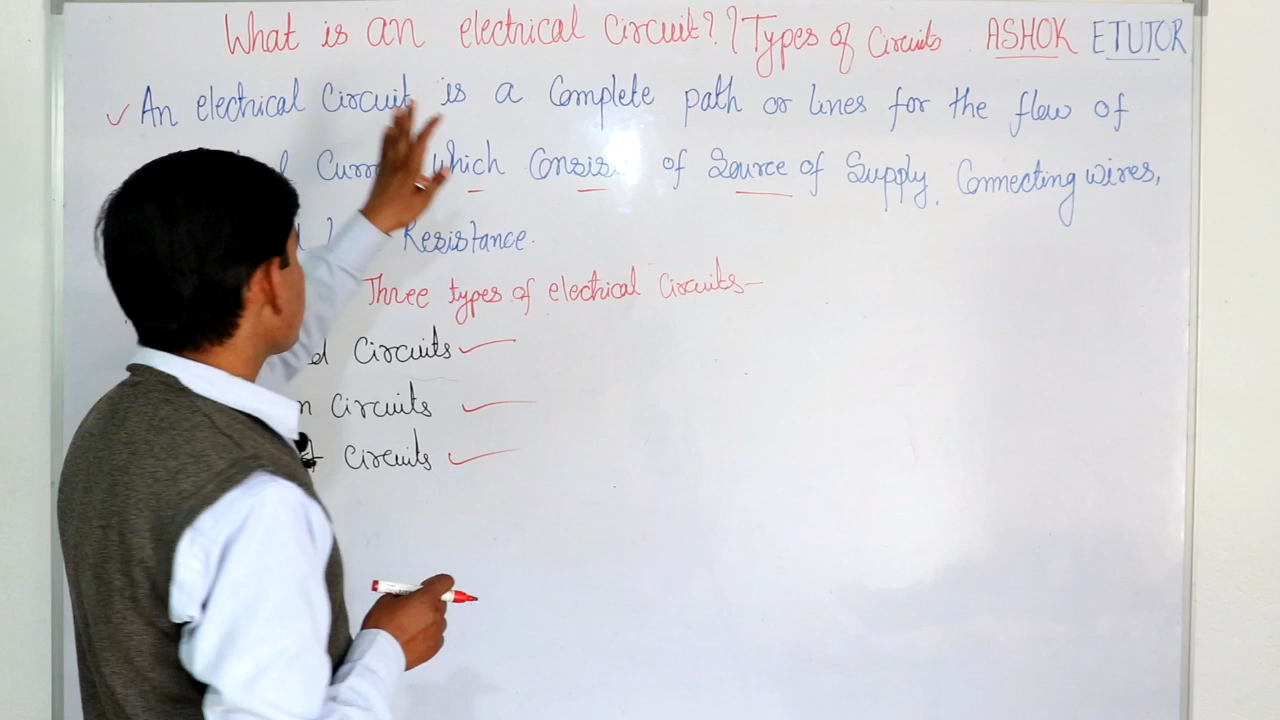 What is an electrical Circuit?? Types of Circuits ASHOK ETUTOR
✓ An electrical Circuit is a Complete path or lines for the flow of
which of Source of Supply, Connecting wires,
Resistance.
Three types of electrical Circuits-
Circuits ✓
Circuits ✓
Circuits ✓